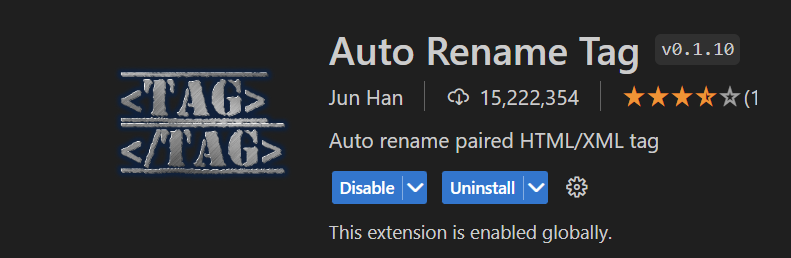 Auto Rename Tag v0.1.10
<TAG>
</TAG>
Jun Han 15,222,354 (1
Auto rename paired HTML/XML tag
Disable Uninstall
This extension is enabled globally.